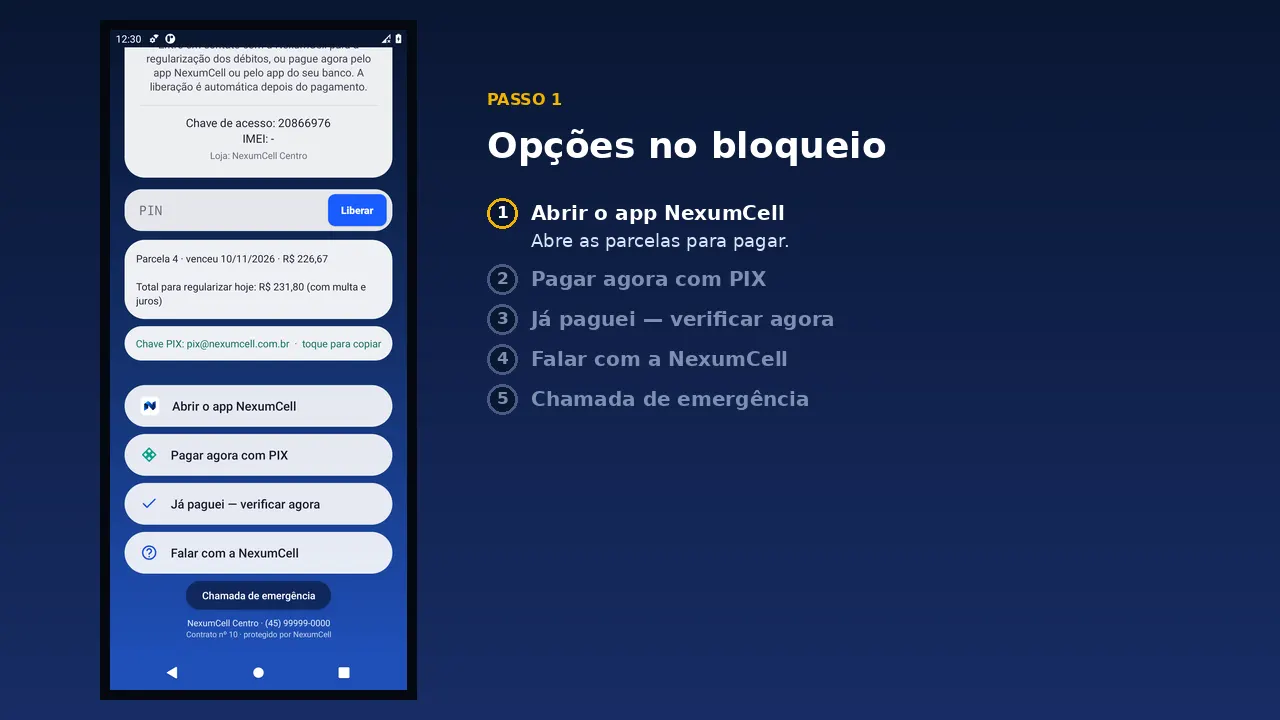 12:30
regularização dos débitos, ou pague agora pelo
app NexumCell ou pelo app do seu banco. A
liberação é automática depois do pagamento.
Chave de acesso: 20866976
IMEI: -
Loja: NexumCell Centro
PIN
Liberar
Parcela 4 · venceu 10/11/2026 · R$ 226,67
Total para regularizar hoje: R$ 231,80 (com multa e
juros)
Chave PIX: pix@nexumcell.com.br · toque para copiar
Abrir o app NexumCell
Pagar agora com PIX
Já paguei — verificar agora
Falar com a NexumCell
Chamada de emergência
NexumCell Centro · (45) 99999-0000
Contrato nº 10 · protegido por NexumCell
PASSO 1
Opções no bloqueio
1 Abrir o app NexumCell
Abre as parcelas para pagar.
2 Pagar agora com PIX
3 Já paguei — verificar agora
4 Falar com a NexumCell
5 Chamada de emergência